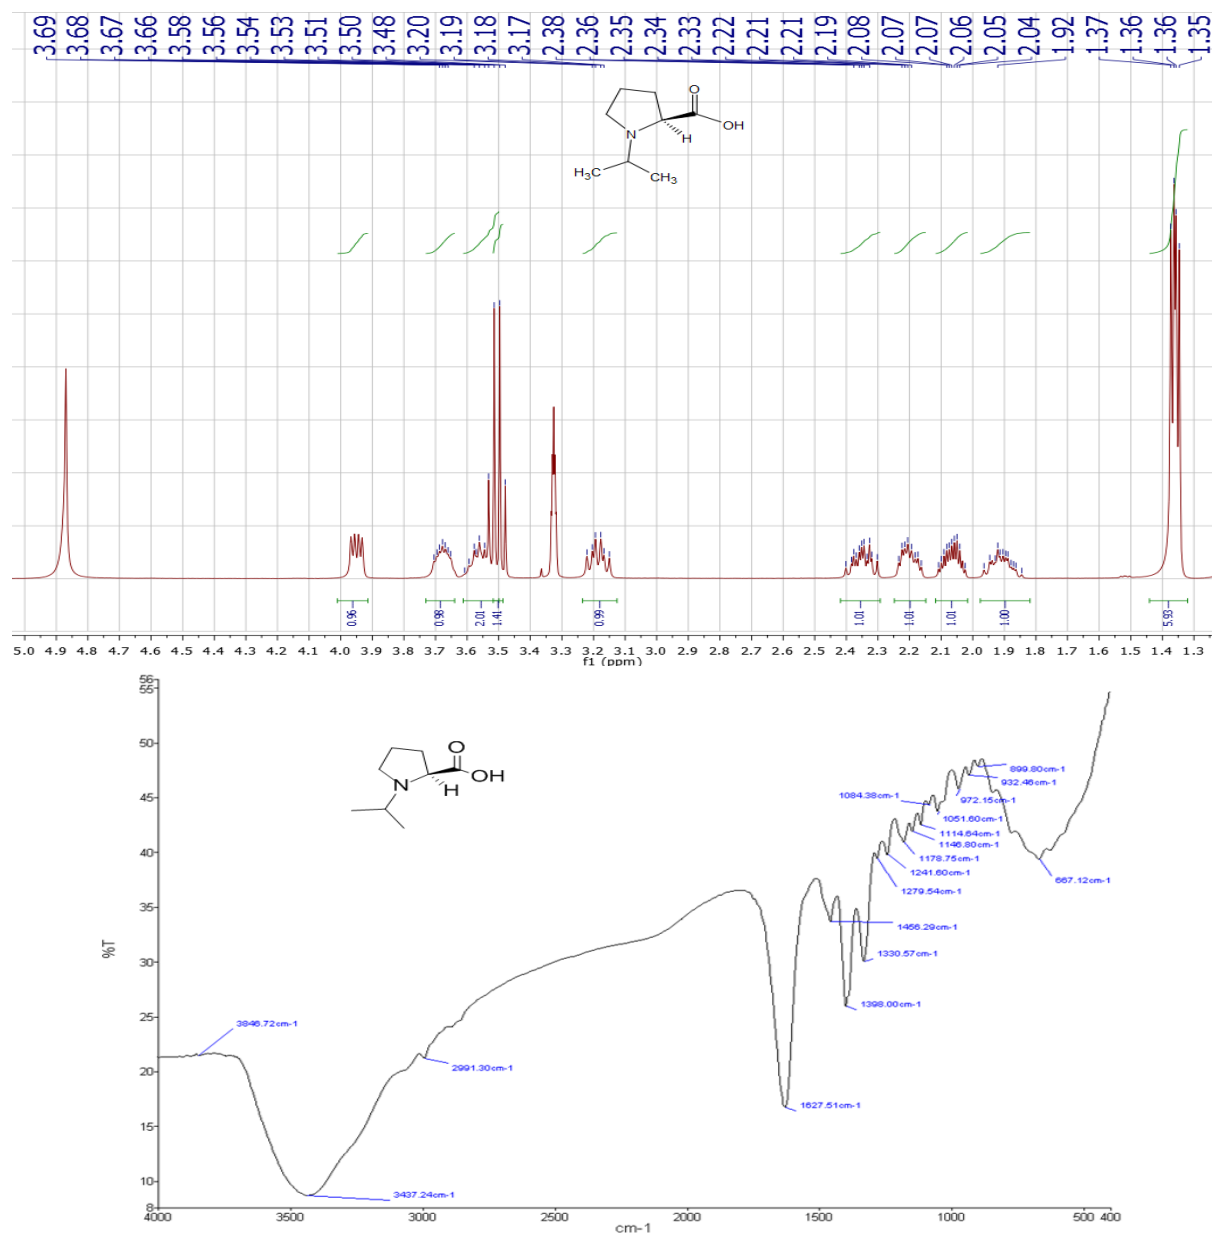 3.69 3.68 3.67 3.66 3.58 3.56 3.54 3.53 3.51 3.50 3.48 3.20 3.19 3.18 3.17 2.38 2.36 2.35 2.34 2.33 2.22 2.21 2.21 2.19 2.08 2.07 2.07 2.06 2.05 2.04 1.92 1.37 1.36 1.36 1.35
O
OH
N
H
H₃C
CH₃
0.96 0.98 2.01 1.41 0.99 1.01 1.01 1.01 1.00 5.93
5.0 4.9 4.8 4.7 4.6 4.5 4.4 4.3 4.2 4.1 4.0 3.9 3.8 3.7 3.6 3.5 3.4 3.3 3.2 3.1 3.0 2.9 2.8 2.7 2.6 2.5 2.4 2.3 2.2 2.1 2.0 1.9 1.8 1.7 1.6 1.5 1.4 1.3
f1 (ppm)
56
55
50
45
40
35
30
25
20
15
10
8
%T
O
OH
N
H
899.80cm-1
932.46cm-1
1084.38cm-1
972.15cm-1
1051.60cm-1
1114.64cm-1
1146.80cm-1
1178.75cm-1
1241.60cm-1
667.12cm-1
1279.54cm-1
1456.29cm-1
1330.57cm-1
1398.00cm-1
3846.72cm-1
2991.30cm-1
1627.51cm-1
3437.24cm-1
4000 3500 3000 2500 2000 1500 1000 500 400
cm-1